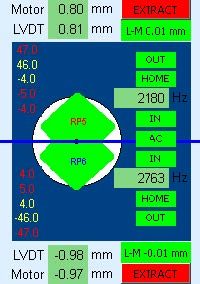 Motor 0.80 mm EXTRACT
LVDT 0.81 mm L-M 0.01 mm
47.0
46.0 OUT
-4.0 HOME
-5.0
-4.0 2180 Hz
RP5 IN
AC
RP6 IN
4.0 2763 Hz
5.0
4.0 HOME
-46.0 OUT
-47.0
LVDT -0.98 mm L-M -0.01 mm
Motor -0.97 mm EXTRACT